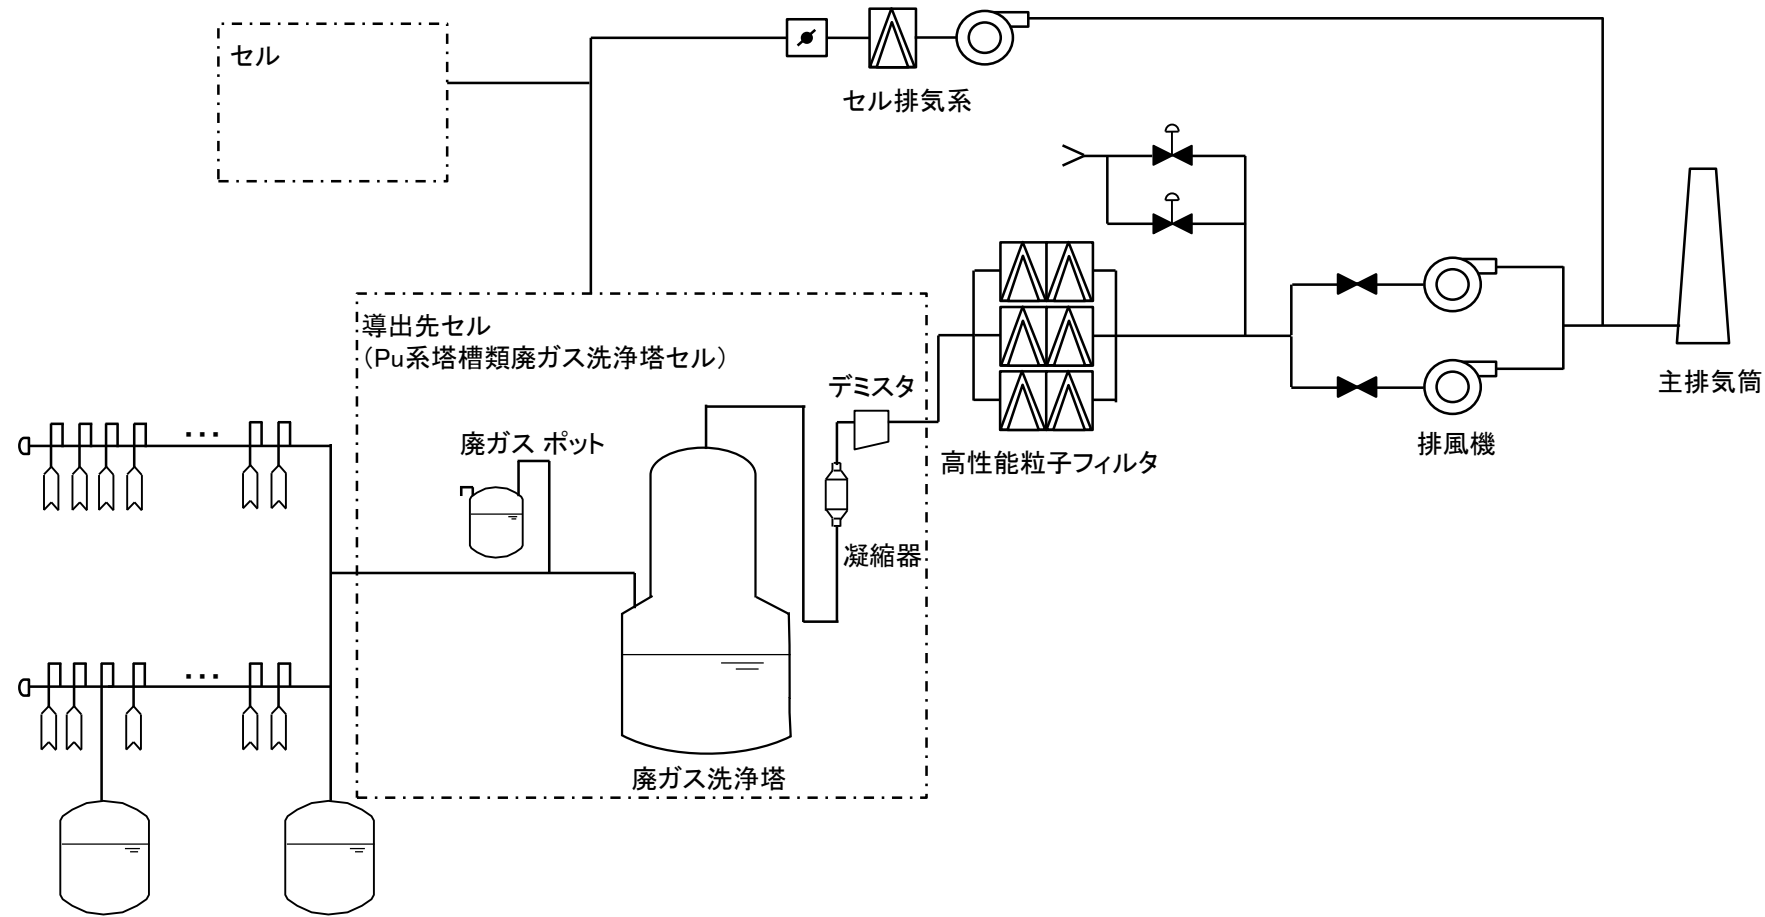 セル
セル排気系
導出先セル
（Pu系塔槽類廃ガス洗浄塔セル）
デミスタ
主排気筒
廃ガス ポット
排風機
高性能粒子フィルタ
凝縮器
廃ガス洗浄塔